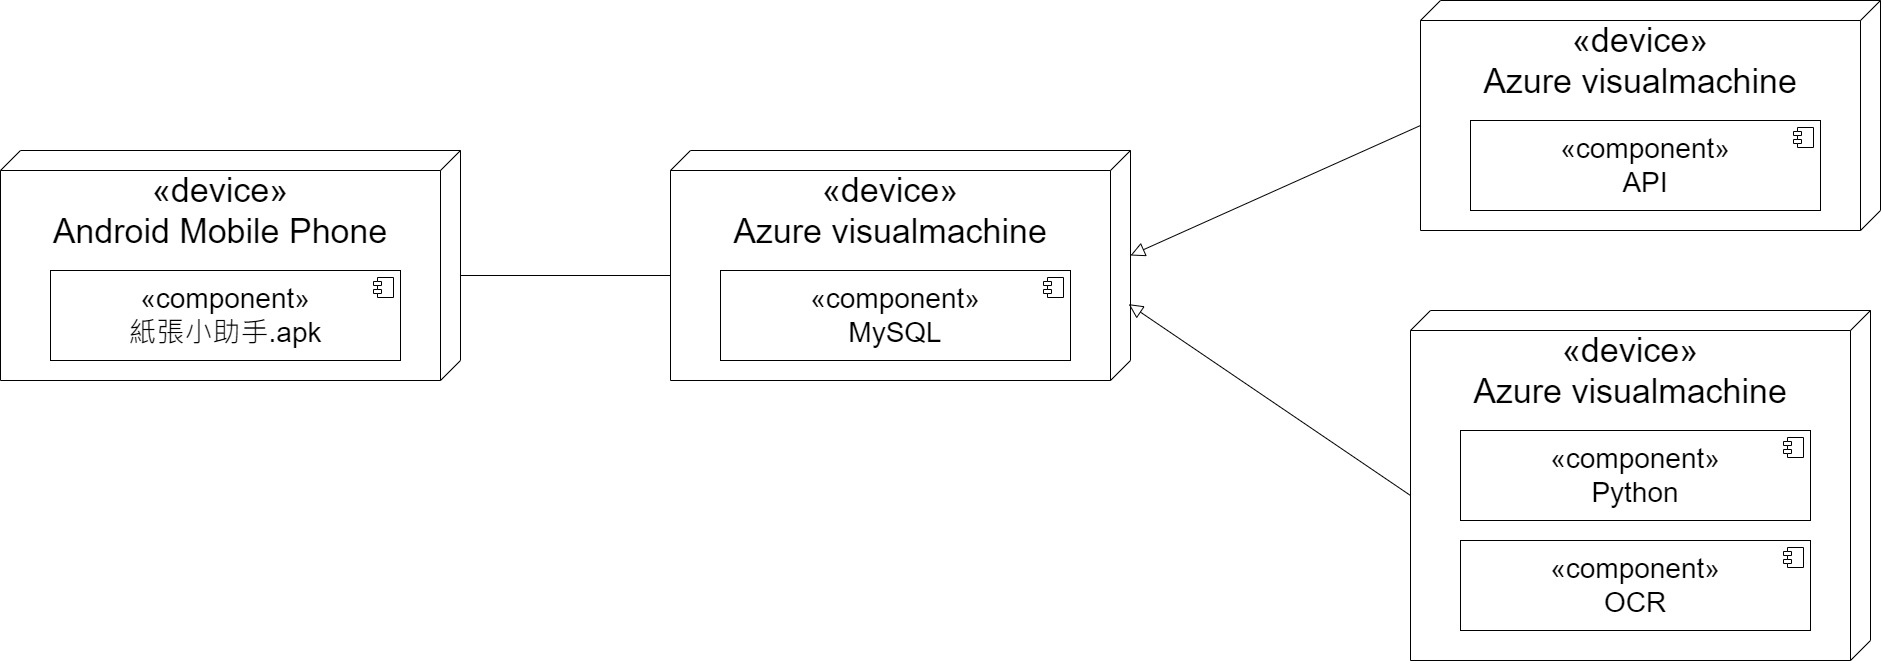 «device»
Android Mobile Phone
«component»
紙張小助手.apk
«device»
Azure visualmachine
«component»
MySQL
«device»
Azure visualmachine
«component»
API
«device»
Azure visualmachine
«component»
Python
«component»
OCR